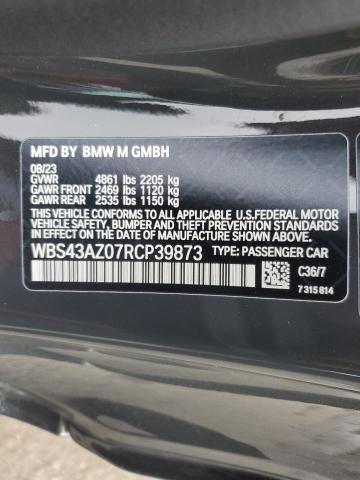 MFD BY BMW M GMBH
08/23
GVWR 4861 lbs 2205 kg
GAWR FRONT 2469 lbs 1120 kg
GAWR REAR 2535 lbs 1150 kg
THIS VEHICLE CONFORMS TO ALL APPLICABLE U.S.FEDERAL MOTOR
VEHICLE SAFETY, BUMPER, AND THEFT PREVENTION STANDARDS
IN EFFECT ON THE DATE OF MANUFACTURE SHOWN ABOVE.
WBS43AZ07RCP39873 TYPE: PASSENGER CAR
C36/7
7 315 814